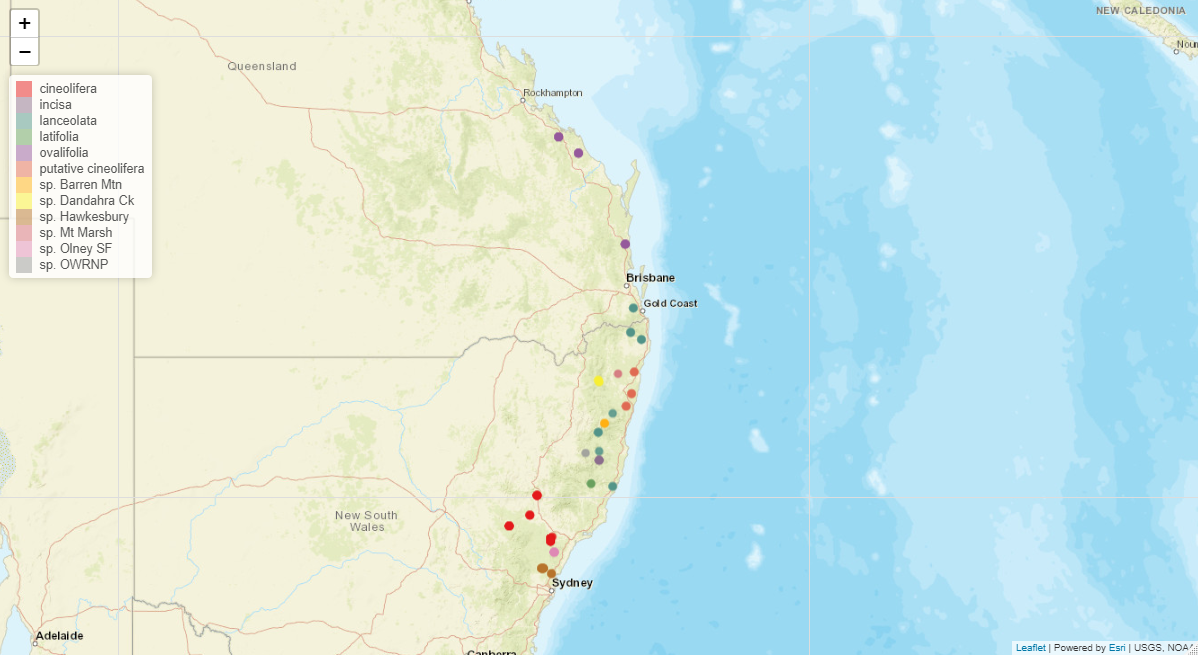 +
−
cineolifera
incisa
lanceolata
latifolia
ovalifolia
putative cineolifera
sp. Barren Mtn
sp. Dandahra Ck
sp. Hawkesbury
sp. Mt Marsh
sp. Olney SF
sp. OWRNP
NEW CALEDONIA
Queensland
Rockhampton
Brisbane
Gold Coast
New South
Wales
Sydney
Adelaide
Canberra
Leaflet | Powered by Esri | USGS, NOAA